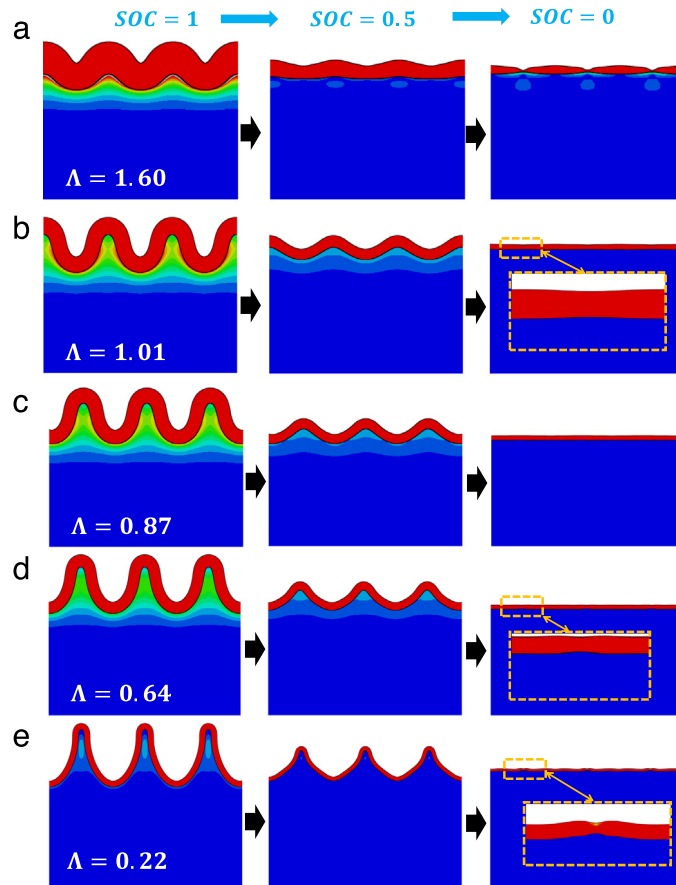 SOC = 1 SOC = 0.5 SOC = 0
a
Λ = 1.60
b
Λ = 1.01
c
Λ = 0.87
d
Λ = 0.64
e
Λ = 0.22